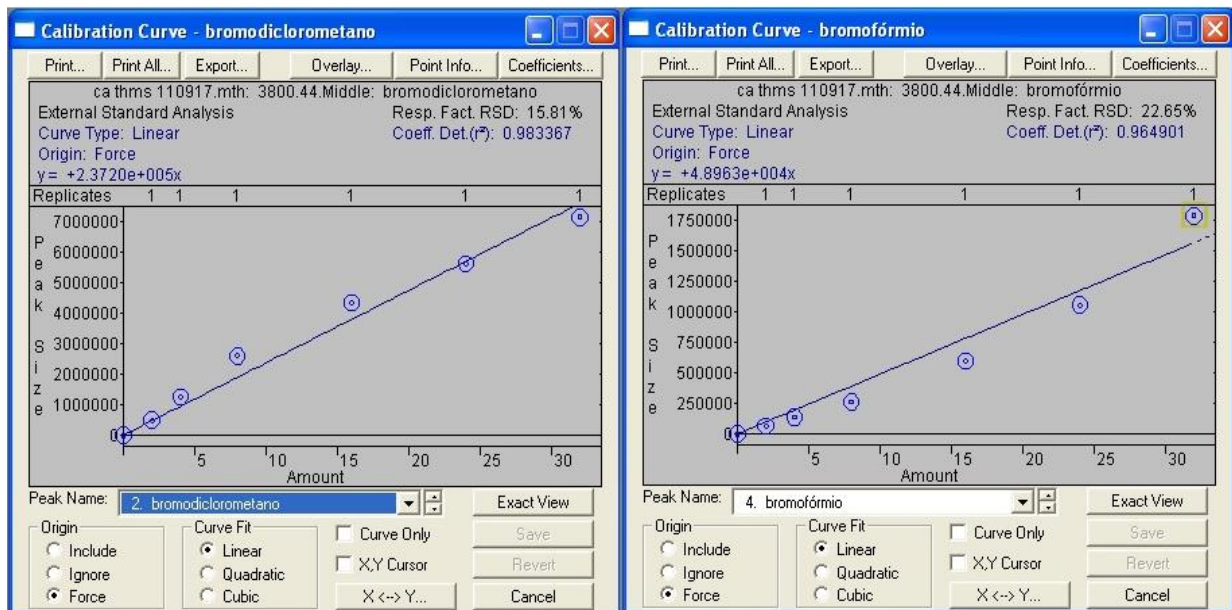 Calibration Curve - bromodiclorometano
Print... Print All... Export... Overlay... Point Info... Coefficients...
ca thms 110917.mth: 3800.44.Middle: bromodiclorometano
External Standard Analysis Resp. Fact. RSD: 15.81%
Curve Type: Linear Coeff. Det.(r²): 0.983367
Origin: Force
y = +2.3720e+005x
Replicates 1 1 1 1 1 1
7000000
6000000
5000000
4000000
3000000
2000000
1000000
0
Peak Size
5 10 15 20 25 30
Amount
Peak Name: 2. bromodiclorometano Exact View
Origin Curve Fit Curve Only Save
Include Linear
Ignore Quadratic X,Y Cursor Revert
Force Cubic X <--> Y... Cancel
Calibration Curve - bromofórmio
Print... Print All... Export... Overlay... Point Info... Coefficients...
ca thms 110917.mth: 3800.44.Middle: bromofórmio
External Standard Analysis Resp. Fact. RSD: 22.65%
Curve Type: Linear Coeff. Det.(r²): 0.964901
Origin: Force
y = +4.8963e+004x
Replicates 1 1 1 1 1 1
1750000
1500000
1250000
1000000
750000
500000
250000
0
Peak Size
5 10 15 20 25 30
Amount
Peak Name: 4. bromofórmio Exact View
Origin Curve Fit Curve Only Save
Include Linear
Ignore Quadratic X,Y Cursor Revert
Force Cubic X <--> Y... Cancel